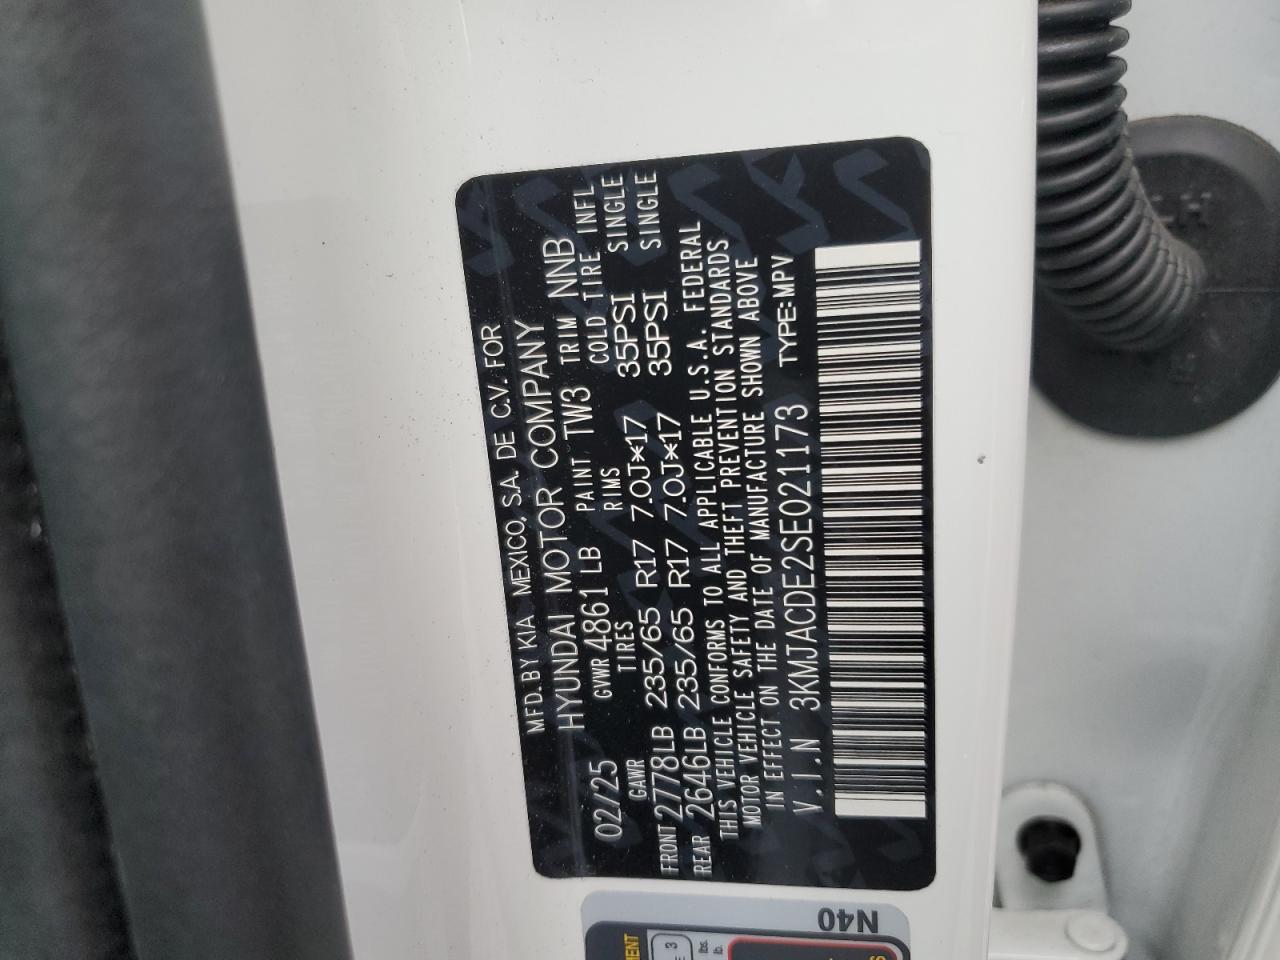 MFD. BY KIA MEXICO, S.A. DE C.V. FOR
HYUNDAI MOTOR COMPANY
02/25 GVWR 4861 LB PAINT TW3 TRIM NNB
GAWR TIRES RIMS COLD TIRE INFL
FRONT 2778LB 235/65 R17 7.0J*17 35PSI SINGLE
REAR 2646LB 235/65 R17 7.0J*17 35PSI SINGLE
THIS VEHICLE CONFORMS TO ALL APPLICABLE U.S.A. FEDERAL
MOTOR VEHICLE SAFETY AND THEFT PREVENTION STANDARDS
IN EFFECT ON THE DATE OF MANUFACTURE SHOWN ABOVE
V.I.N 3KMJACDE2SE021173 TYPE:MPV
N40
3
lbs.
lb.